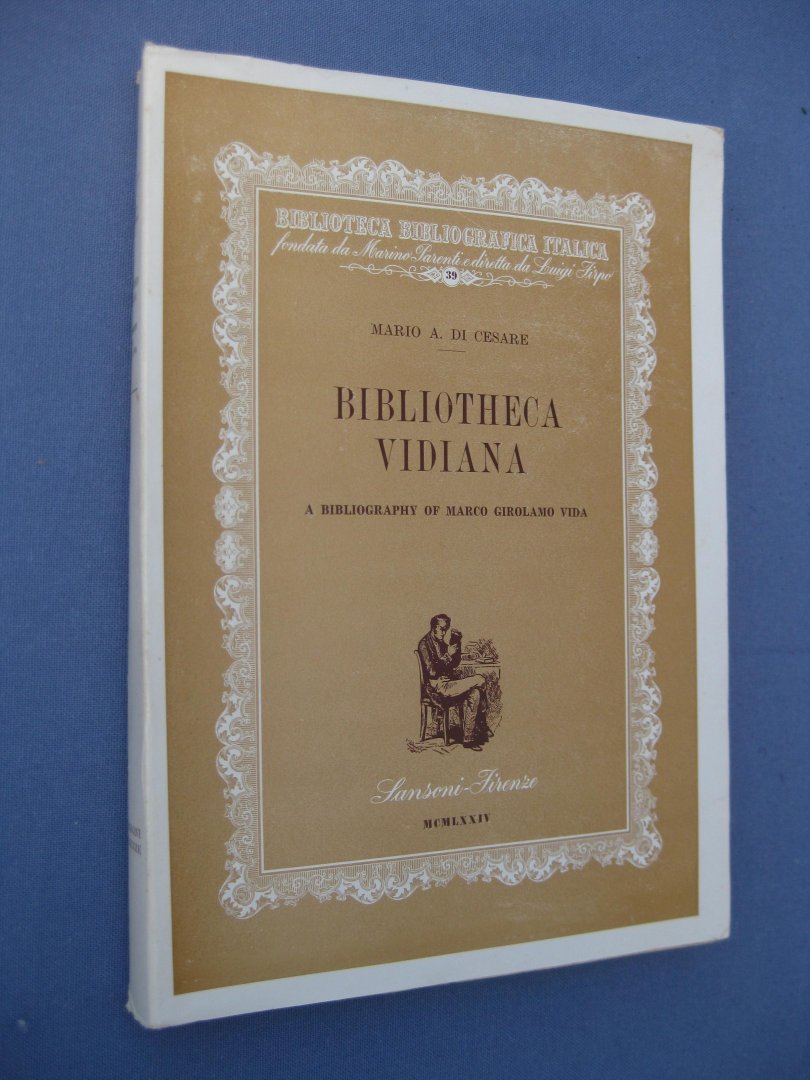 BIBLIOTECA BIBLIOGRAFICA ITALICA
fondata da Marino Parenti e diretta da Luigi Firpo
39
MARIO A. DI CESARE
BIBLIOTHECA
VIDIANA
A BIBLIOGRAPHY OF MARCO GIROLAMO VIDA
Sansoni-Firenze
MCMLXXIV